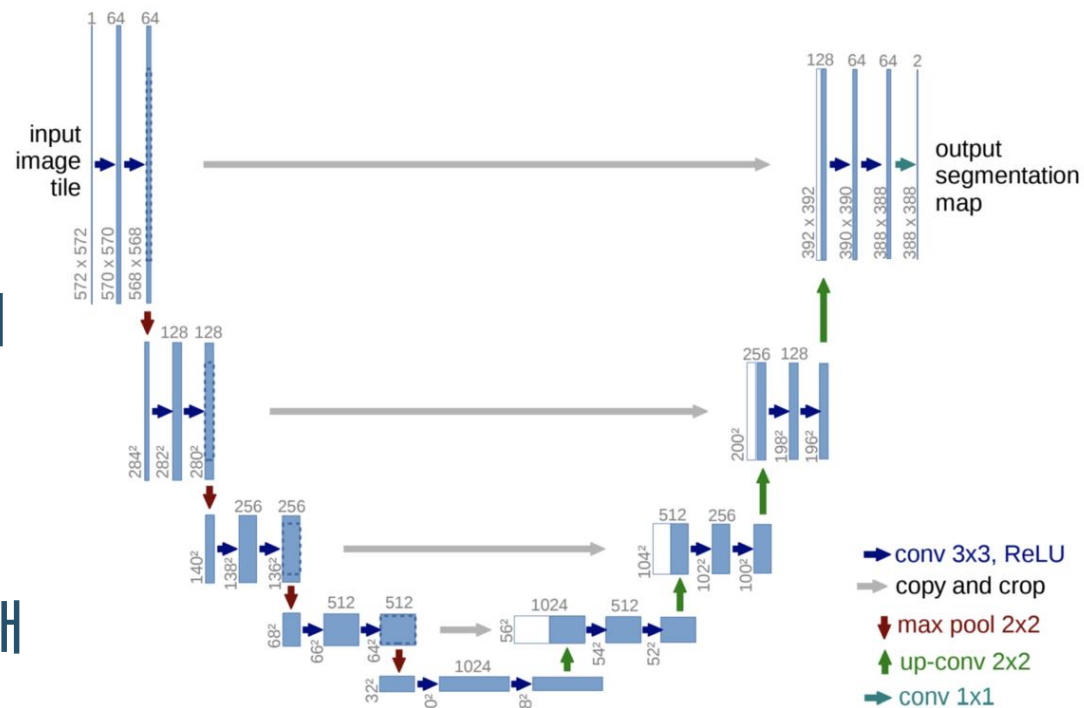 1 64 64
128 64 64 2
input
image
tile
output
segmentation
map
572 x 572
570 x 570
568 x 568
392 x 392
390 x 390
388 x 388
388 x 388
128 128
256 128
284²
282²
280²
200²
198²
196²
256 256
512 256
140²
138²
136²
104²
102²
100²
conv 3x3, ReLU
copy and crop
max pool 2x2
up-conv 2x2
conv 1x1
512 512
1024 512
68²
66²
64²
56²
54²
52²
1024
32²